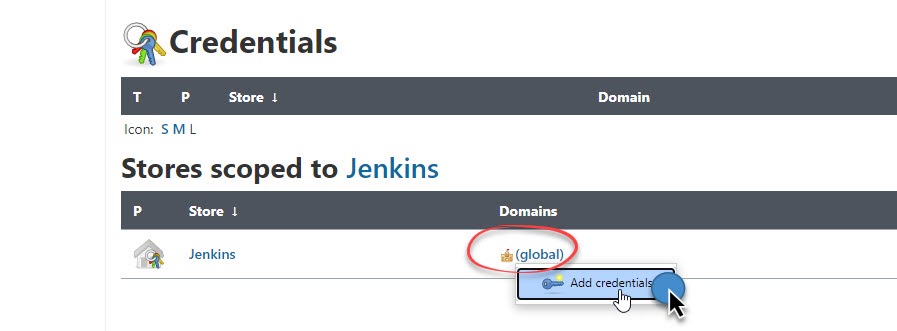 Credentials
T P Store ↓ Domain
Icon: S M L
Stores scoped to Jenkins
P Store ↓ Domains
Jenkins (global)
Add credentials